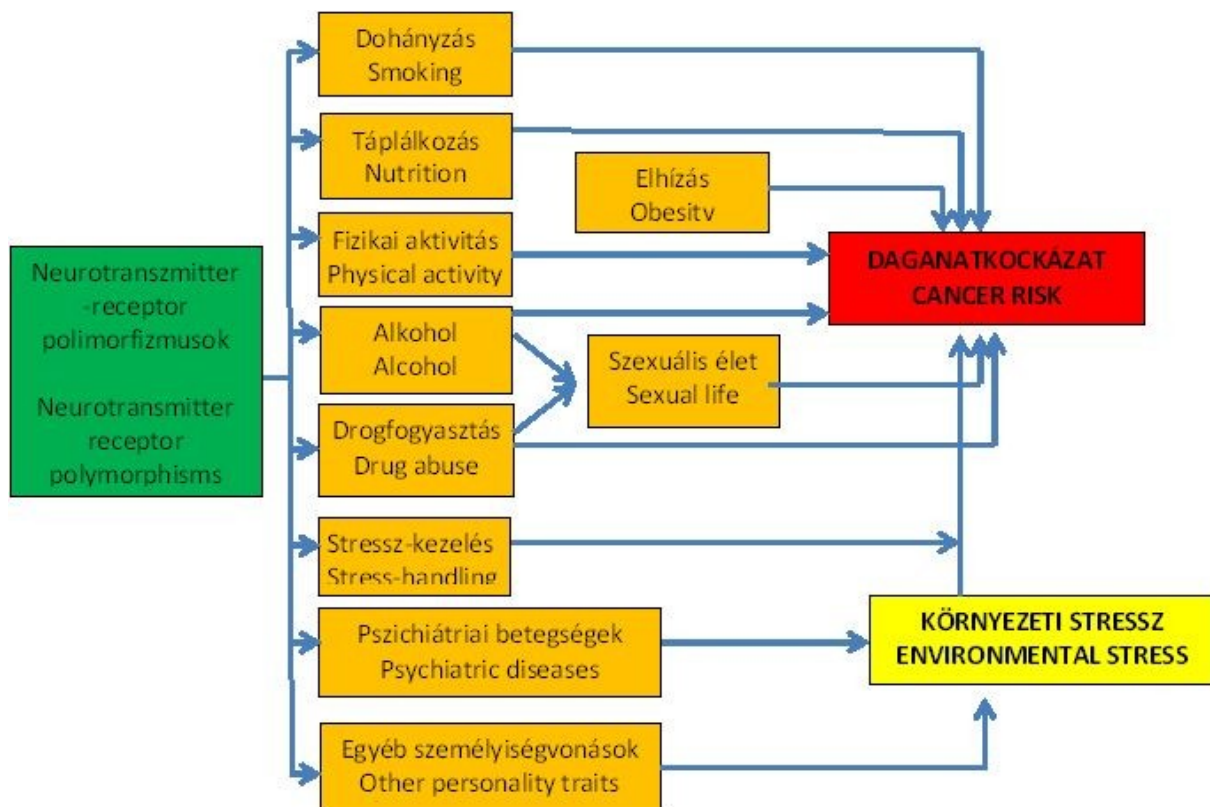 Dohányzás
Smoking
Táplálkozás
Nutrition
Elhízás
Obesity
Fizikai aktivitás
Physical activity
DAGANATKOCKÁZAT
CANCER RISK
Neurotranszmitter
-receptor
polimorfizmusok
Neurotransmitter
receptor
polymorphisms
Alkohol
Alcohol
Szexuális élet
Sexual life
Drogfogyasztás
Drug abuse
Stressz-kezelés
Stress-handling
Pszichiátriai betegségek
Psychiatric diseases
KÖRNYEZETI STRESSZ
ENVIRONMENTAL STRESS
Egyéb személyiségvonások
Other personality traits